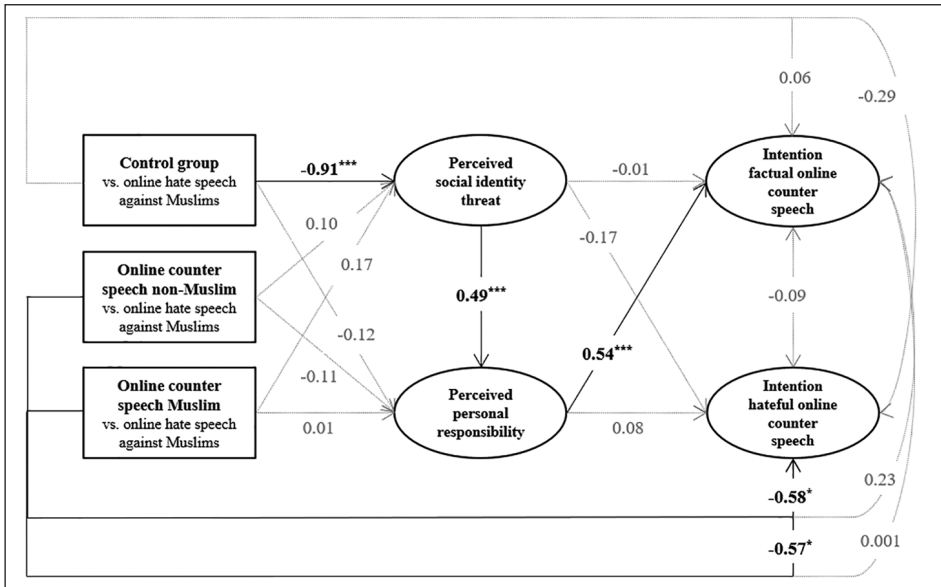 0.06
-0.29
Control group
vs. online hate speech
against Muslims
-0.91***
Perceived
social identity
threat
-0.01
Intention
factual online
counter
speech
0.10
-0.17
Online counter
speech non-Muslim
vs. online hate speech
against Muslims
0.17
0.49***
-0.09
-0.12
0.54***
Online counter
speech Muslim
vs. online hate speech
against Muslims
-0.11
0.01
Perceived
personal
responsibility
0.08
Intention
hateful online
counter
speech
0.23
-0.58*
0.001
-0.57*